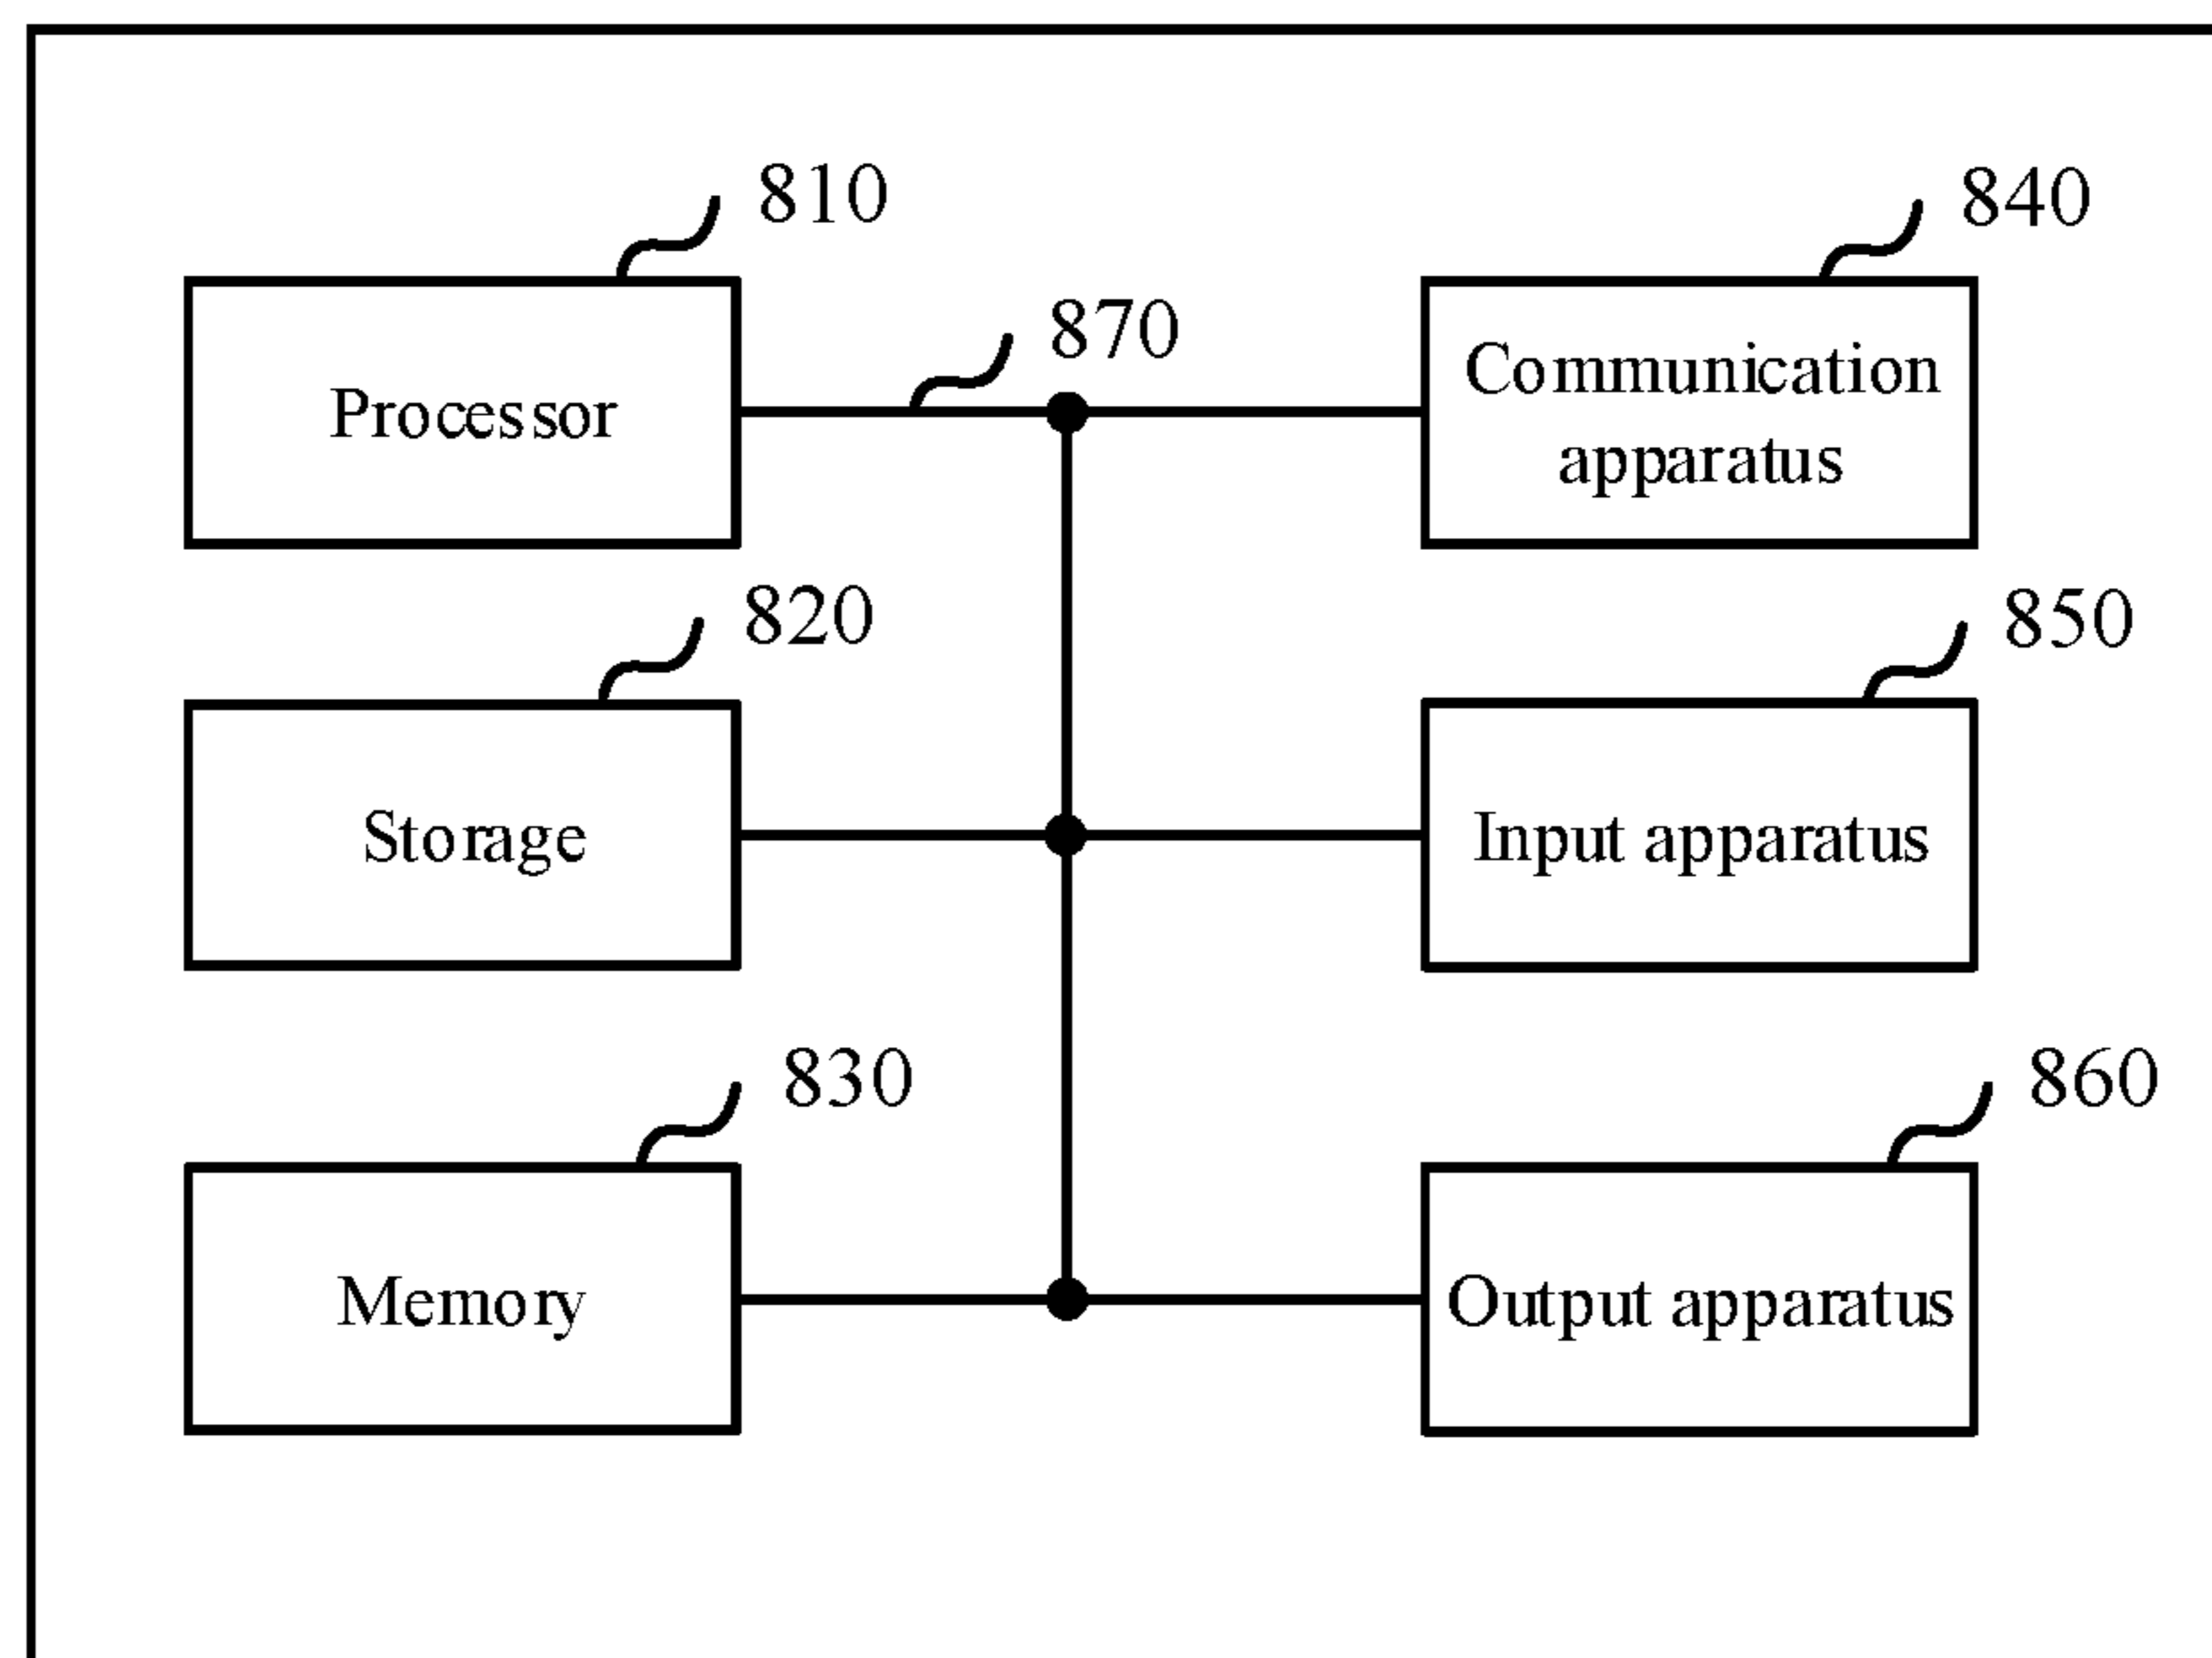 810
840
870
Processor
Communication
apparatus
820
850
Storage
Input apparatus
830
860
Memory
Output apparatus